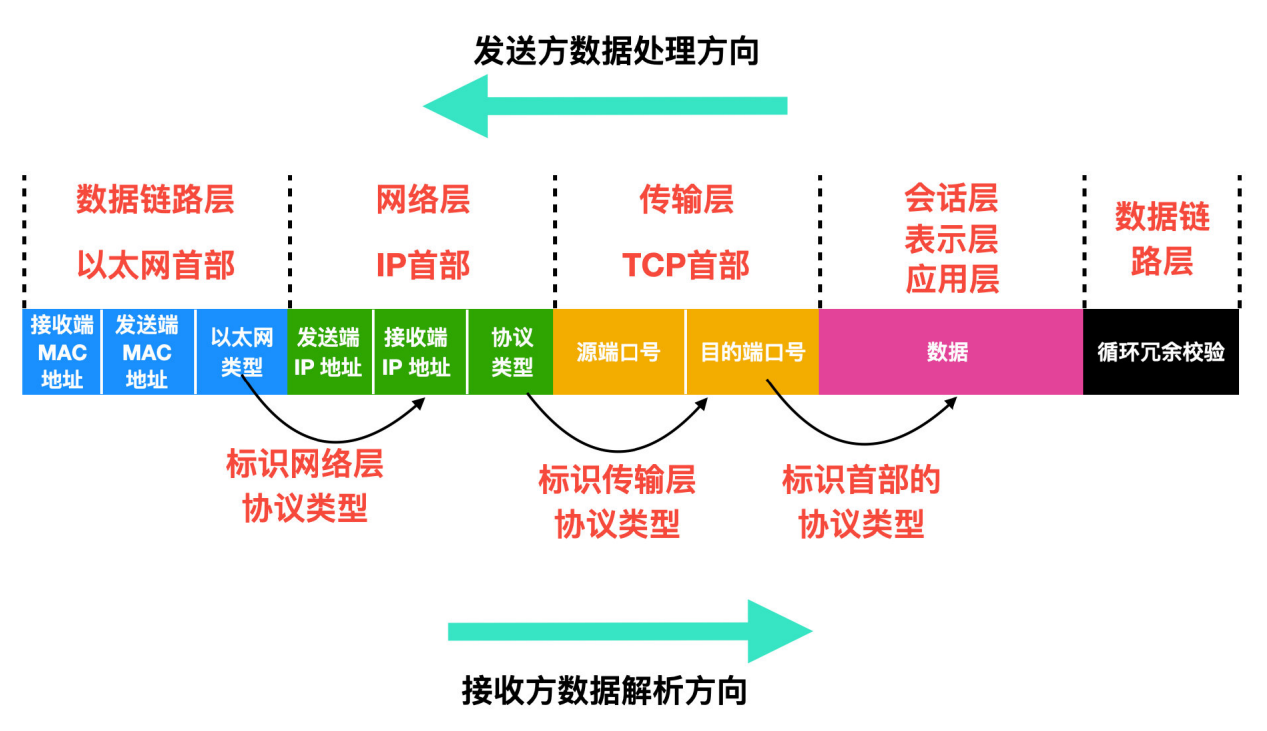 发送方数据处理方向
数据链路层
以太网首部
网络层
IP首部
传输层
TCP首部
会话层
表示层
应用层
数据链
路层
接收端
MAC
地址
发送端
MAC
地址
以太网
类型
发送端
IP 地址
接收端
IP 地址
协议
类型
源端口号
目的端口号
数据
循环冗余校验
标识网络层
协议类型
标识传输层
协议类型
标识首部的
协议类型
接收方数据解析方向